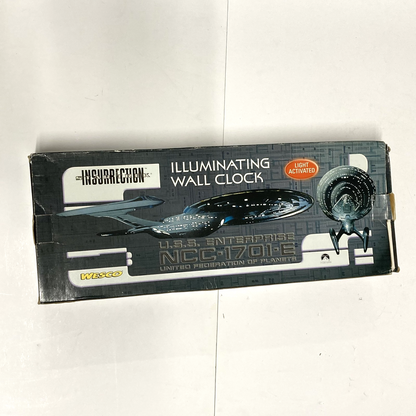 INSURRECTION
ILLUMINATING
WALL CLOCK
LIGHT
ACTIVATED
U.S.S. ENTERPRISE
NCC-1701-E
UNITED FEDERATION OF PLANETS
WESCO